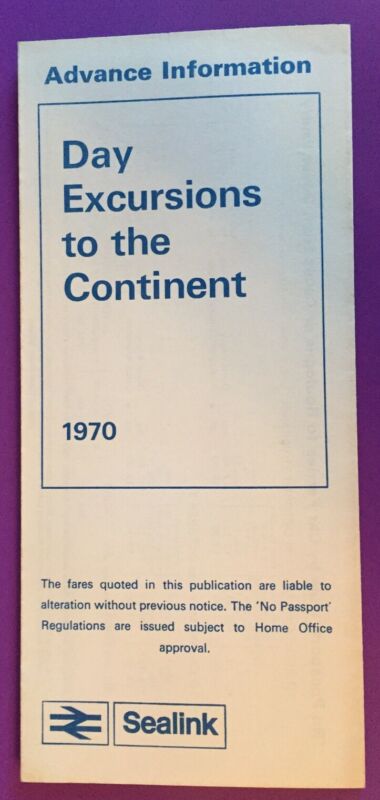 Advance Information
Day
Excursions
to the
Continent
1970
The fares quoted in this publication are liable to
alteration without previous notice. The 'No Passport'
Regulations are issued subject to Home Office
approval.
Sealink